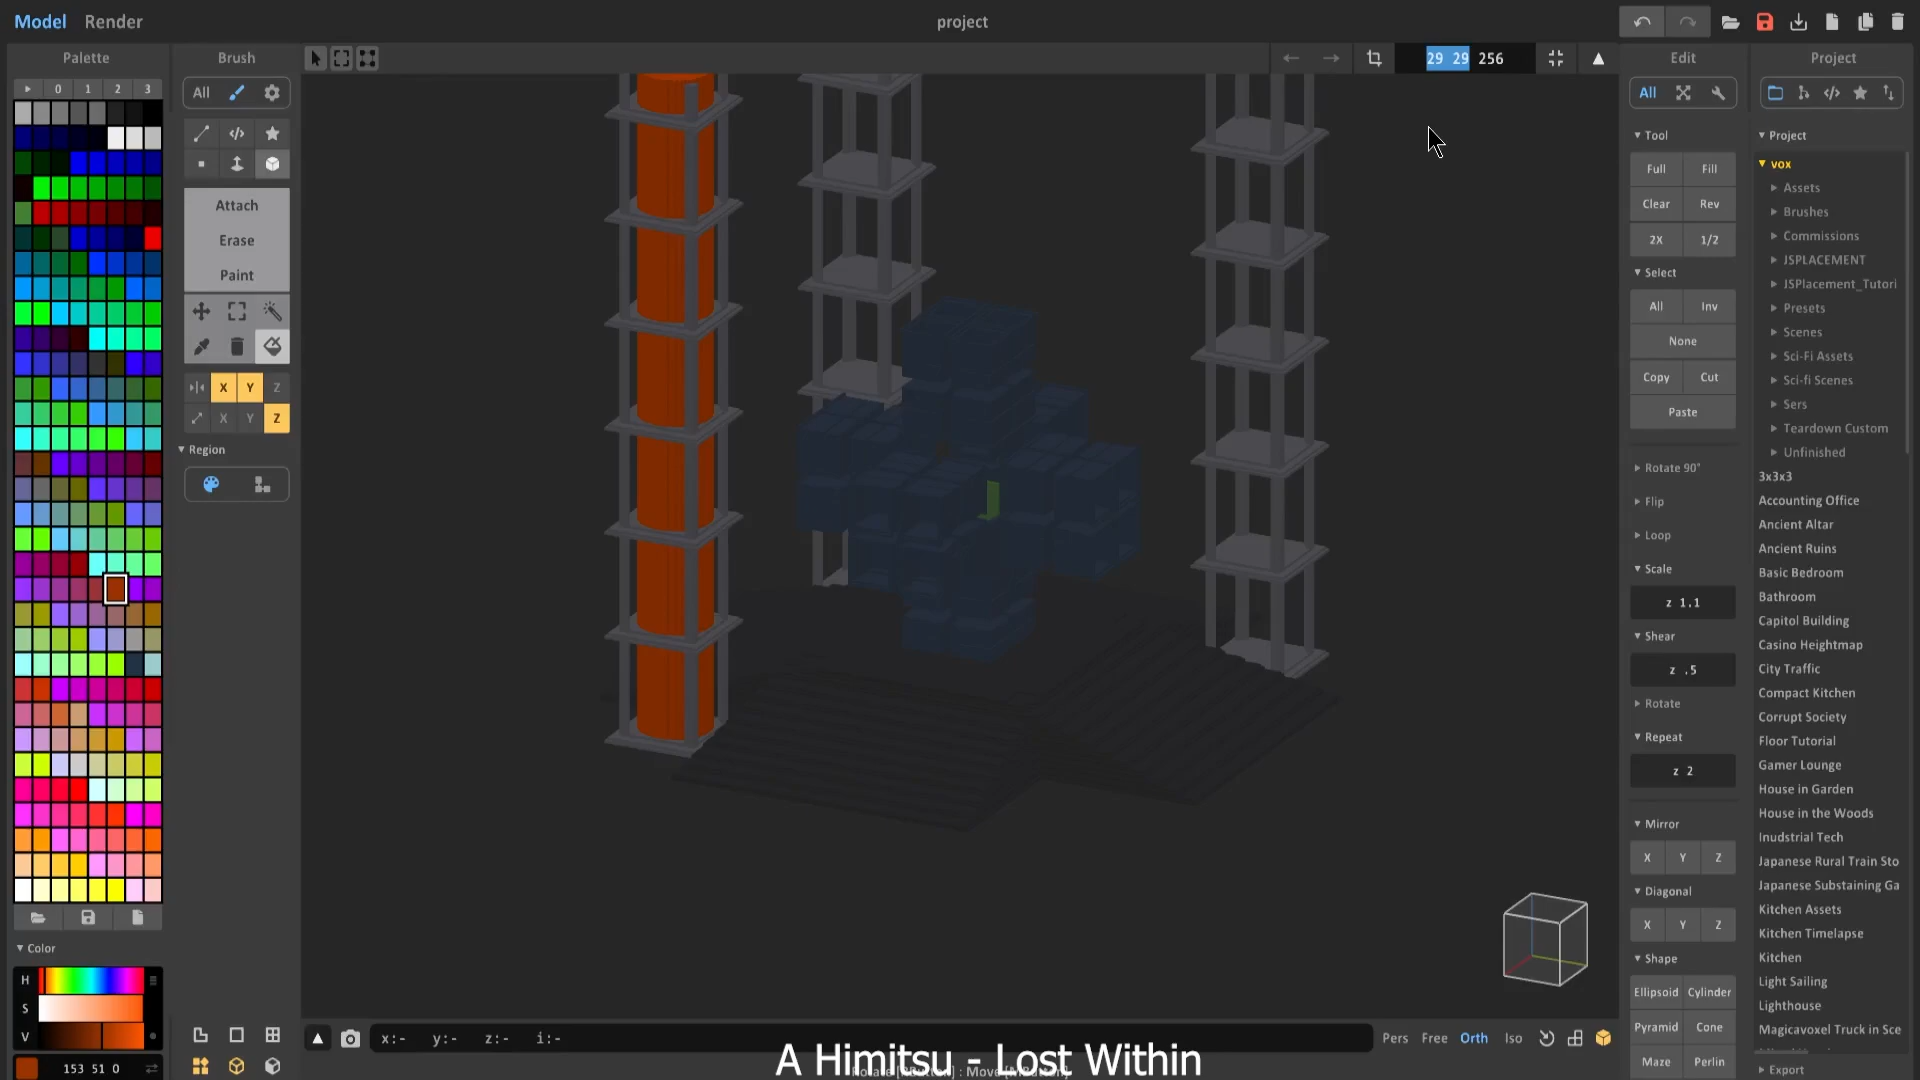 Model Render
project
Palette
Brush
29 29 256
Edit
Project
0 1 2 3
All
All
Tool
Project
Full Fill
vox
Clear Rev
Assets
Attach
Brushes
Erase
2X 1/2
Commissions
Paint
Select
JSPLACEMENT
All Inv
JSPlacement_Tutori
None
Presets
Copy Cut
Scenes
X Y Z
Paste
Sci-Fi Assets
X Y Z
Sci-fi Scenes
Region
Rotate 90°
Sers
Flip
Teardown Custom
Loop
Unfinished
Scale
3x3x3
z 1.1
Accounting Office
Shear
Ancient Altar
z .5
Ancient Ruins
Rotate
Basic Bedroom
Repeat
Bathroom
z 2
Capitol Building
Mirror
Casino Heightmap
X Y Z
City Traffic
Diagonal
Compact Kitchen
X Y Z
Corrupt Society
Shape
Floor Tutorial
Ellipsoid Cylinder
Gamer Lounge
Pyramid Cone
House in Garden
Maze Perlin
House in the Woods
Inudstrial Tech
Japanese Rural Train Sto
Japanese Substaining Ga
Kitchen Assets
Kitchen Timelapse
Kitchen
Light Sailing
Lighthouse
Magicavoxel Truck in Sce
Export
Color
H
S
V
153 51 0
x:- y:- z:- i:-
Pers Free Orth Iso
A Himitsu - Lost Within